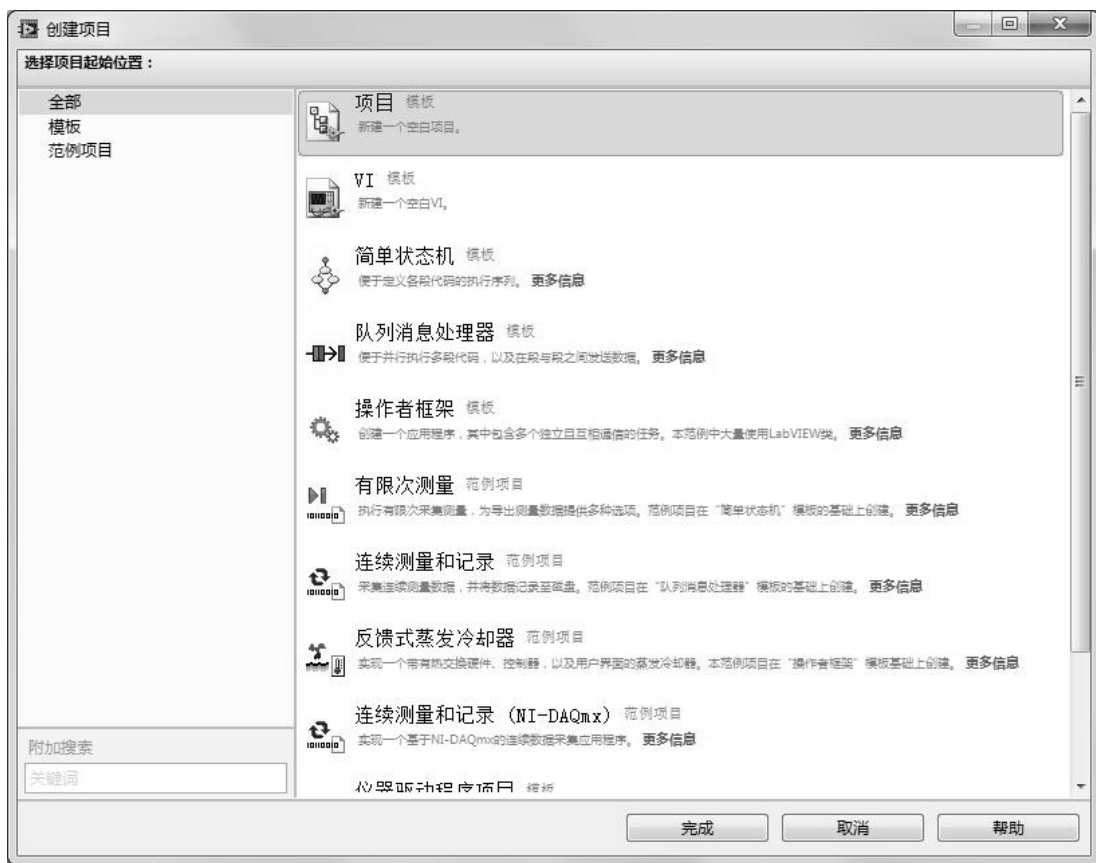 创建项目
选择项目起始位置：
全部
模板
范例项目
项目 模板
新建一个空白项目。
VI 模板
新建一个空白VI。
简单状态机 模板
便于定义各段代码的执行序列。 更多信息
队列消息处理器 模板
便于并行执行多段代码，以及在段与段之间发送数据。 更多信息
操作者框架 模板
创建一个应用程序，其中包含多个独立且互相通信的任务。本范例中大量使用LabVIEW类。 更多信息
有限次测量 范例项目
执行有限次采集测量，为导出测量数据提供多种选项。范例项目在“简单状态机”模板的基础上创建。 更多信息
连续测量和记录 范例项目
采集连续测量数据，并将数据记录至磁盘。范例项目在“队列消息处理器”模板的基础上创建。 更多信息
反馈式蒸发冷却器 范例项目
实现一个带有热交换硬件、控制器，以及用户界面的蒸发冷却器。本范例项目在“操作者框架”模板基础上创建。 更多信息
连续测量和记录 (NI-DAQmx) 范例项目
实现一个基于NI-DAQmx的连续数据采集应用程序。 更多信息
仪器驱动程序项目 模板
附加搜索
关键词
完成 取消 帮助